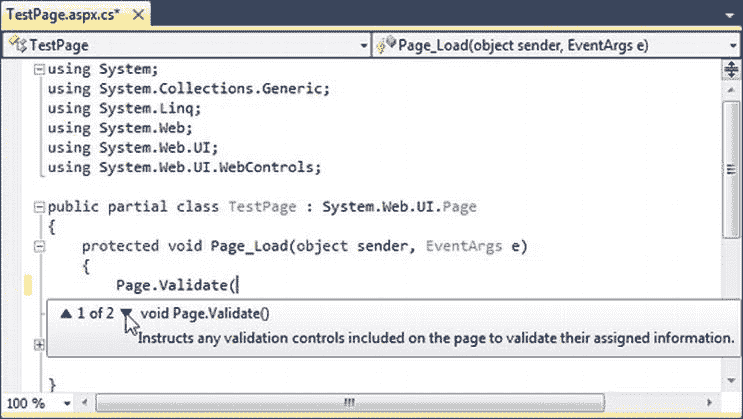 TestPage.aspx.cs*
TestPage Page_Load(object sender, EventArgs e)
using System;
using System.Collections.Generic;
using System.Linq;
using System.Web;
using System.Web.UI;
using System.Web.UI.WebControls;
public partial class TestPage : System.Web.UI.Page
{
protected void Page_Load(object sender, EventArgs e)
{
Page.Validate(
1 of 2 void Page.Validate()
Instructs any validation controls included on the page to validate their assigned information.
}
100 %